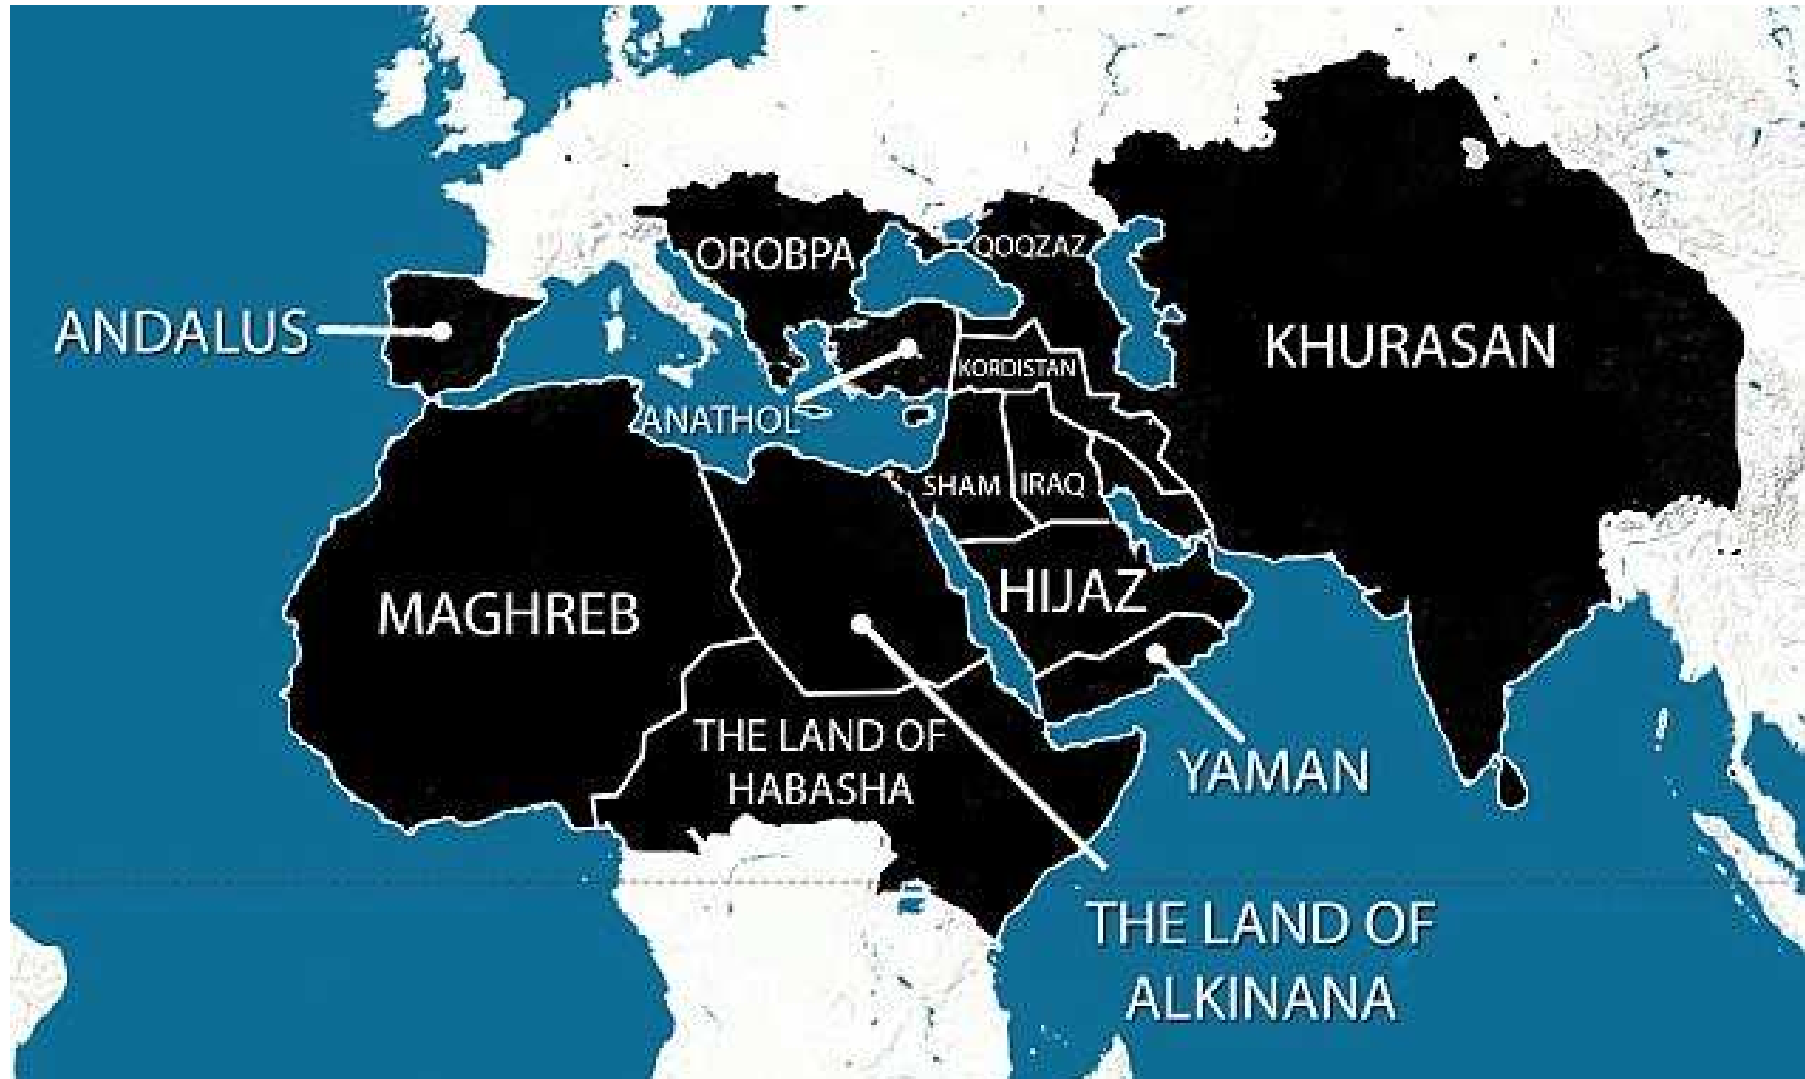 OROBPA
QOQZAZ
ANDALUS
KHURASAN
KORDISTAN
ANATHOL
SHAM
IRAQ
HIJAZ
MAGHREB
THE LAND OF
HABASHA
YAMAN
THE LAND OF
ALKINANA